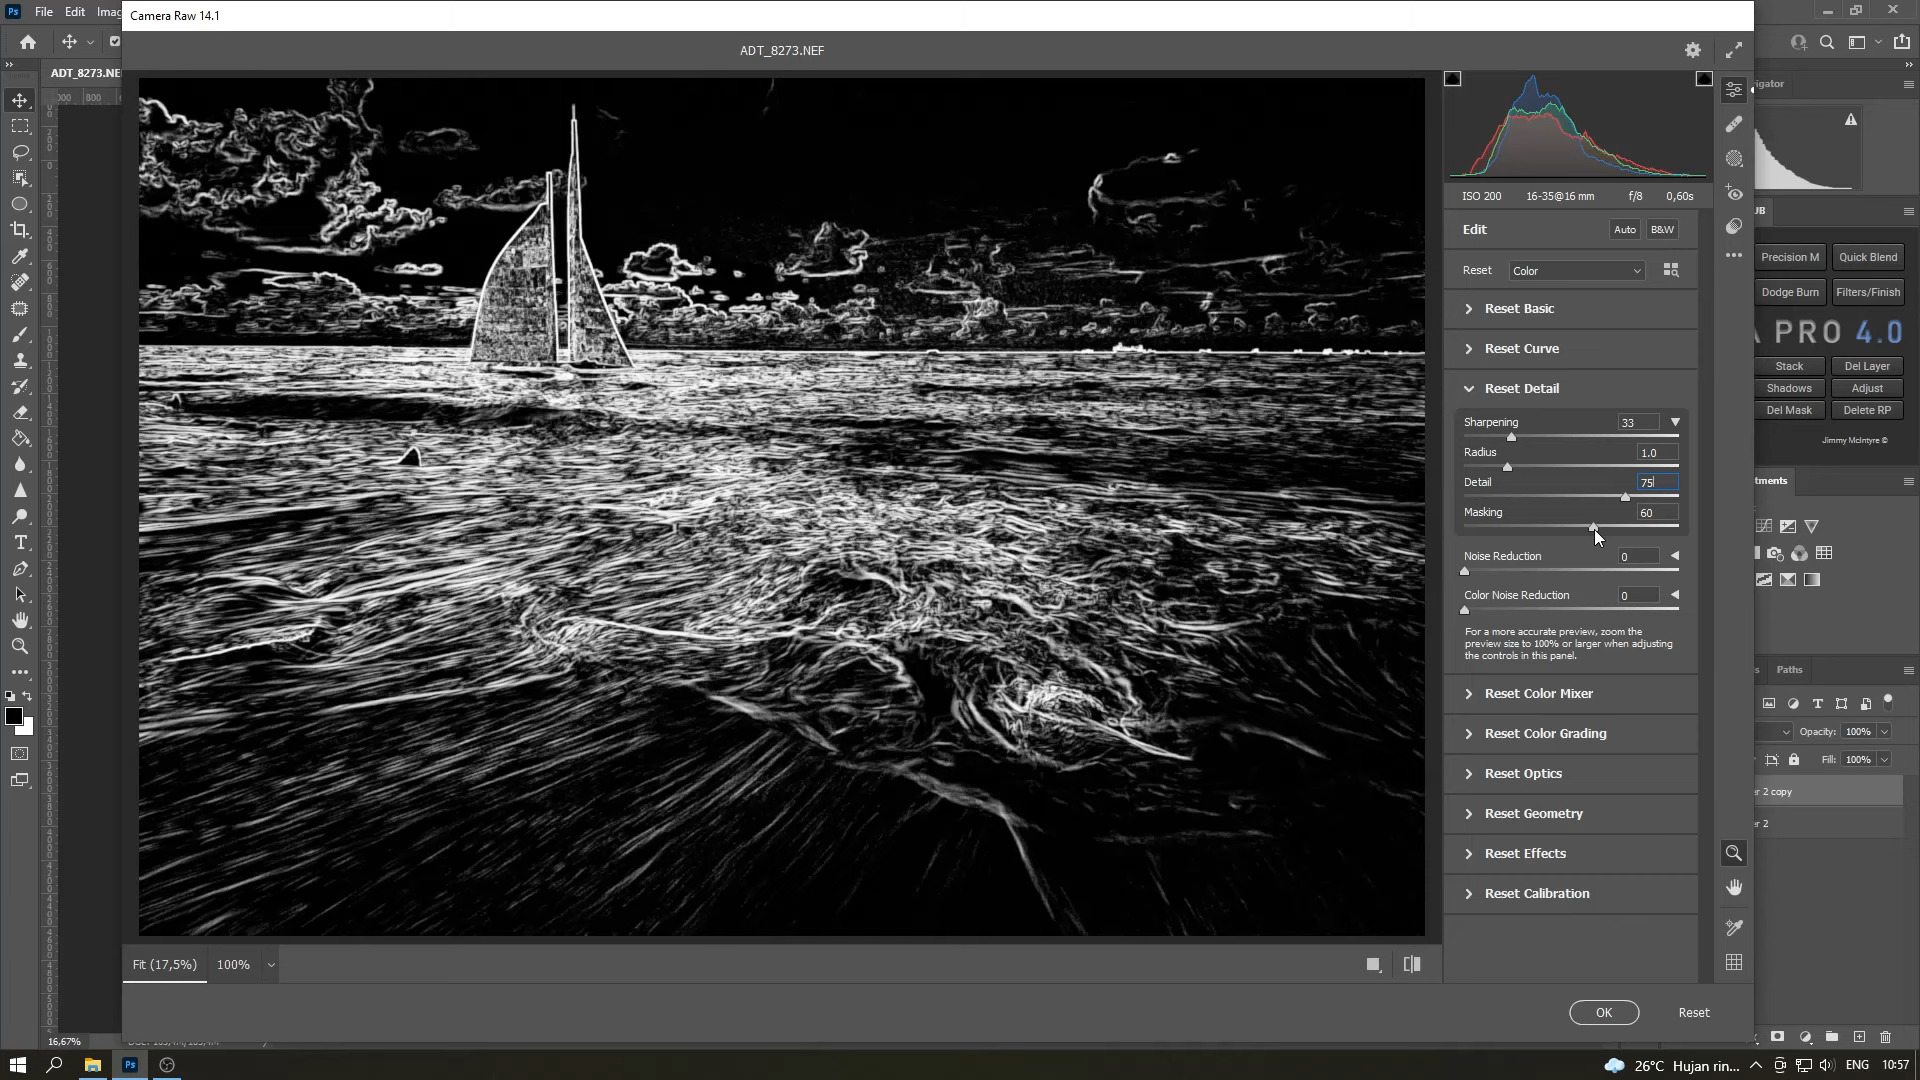 Camera Raw 14.1
Ps File Edit
ADT_8273.NEF
ISO 200 16-35@16 mm f/8 0,60s
Edit Auto B&W
Reset Color
Reset Basic
Reset Curve
Reset Detail
Sharpening 33
Radius 1.0
Detail 75
Masking 60
Noise Reduction 0
Color Noise Reduction 0
For a more accurate preview, zoom the
preview size to 100% or larger when adjusting
the controls in this panel.
Reset Color Mixer
Reset Color Grading
Reset Optics
Reset Geometry
Reset Effects
Reset Calibration
Precision M Quick Blend
Dodge Burn Filters/Finish
PRO 4.0
Stack Del Layer
Shadows Adjust
Del Mask Delete RP
Jimmy McIntyre ©
Paths
Opacity: 100%
Fill: 100%
2 copy
2
Fit (17,5%) 100%
OK Reset
16,67%
26°C Hujan rin... ENG 10:57